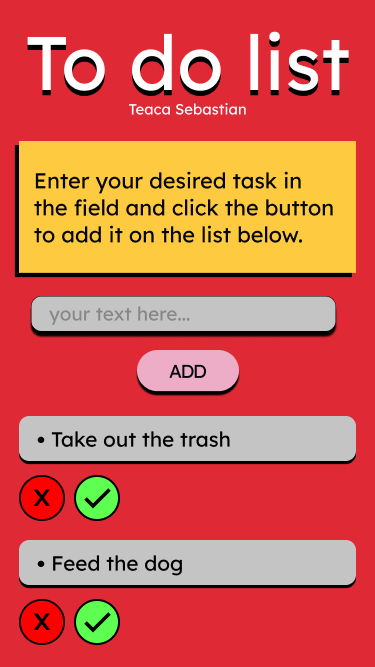 To do list
Teaca Sebastian
Enter your desired task in
the field and click the button
to add it on the list below.
your text here...
ADD
• Take out the trash
X
• Feed the dog
X